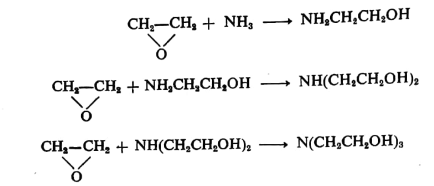 CH₂—CH₂ + NH₃ ⟶ NH₂CH₂CH₂OH
O
CH₂—CH₂ + NH₂CH₂CH₂OH ⟶ NH(CH₂CH₂OH)₂
O
CH₂—CH₂ + NH(CH₂CH₂OH)₂ ⟶ N(CH₂CH₂OH)₃
O